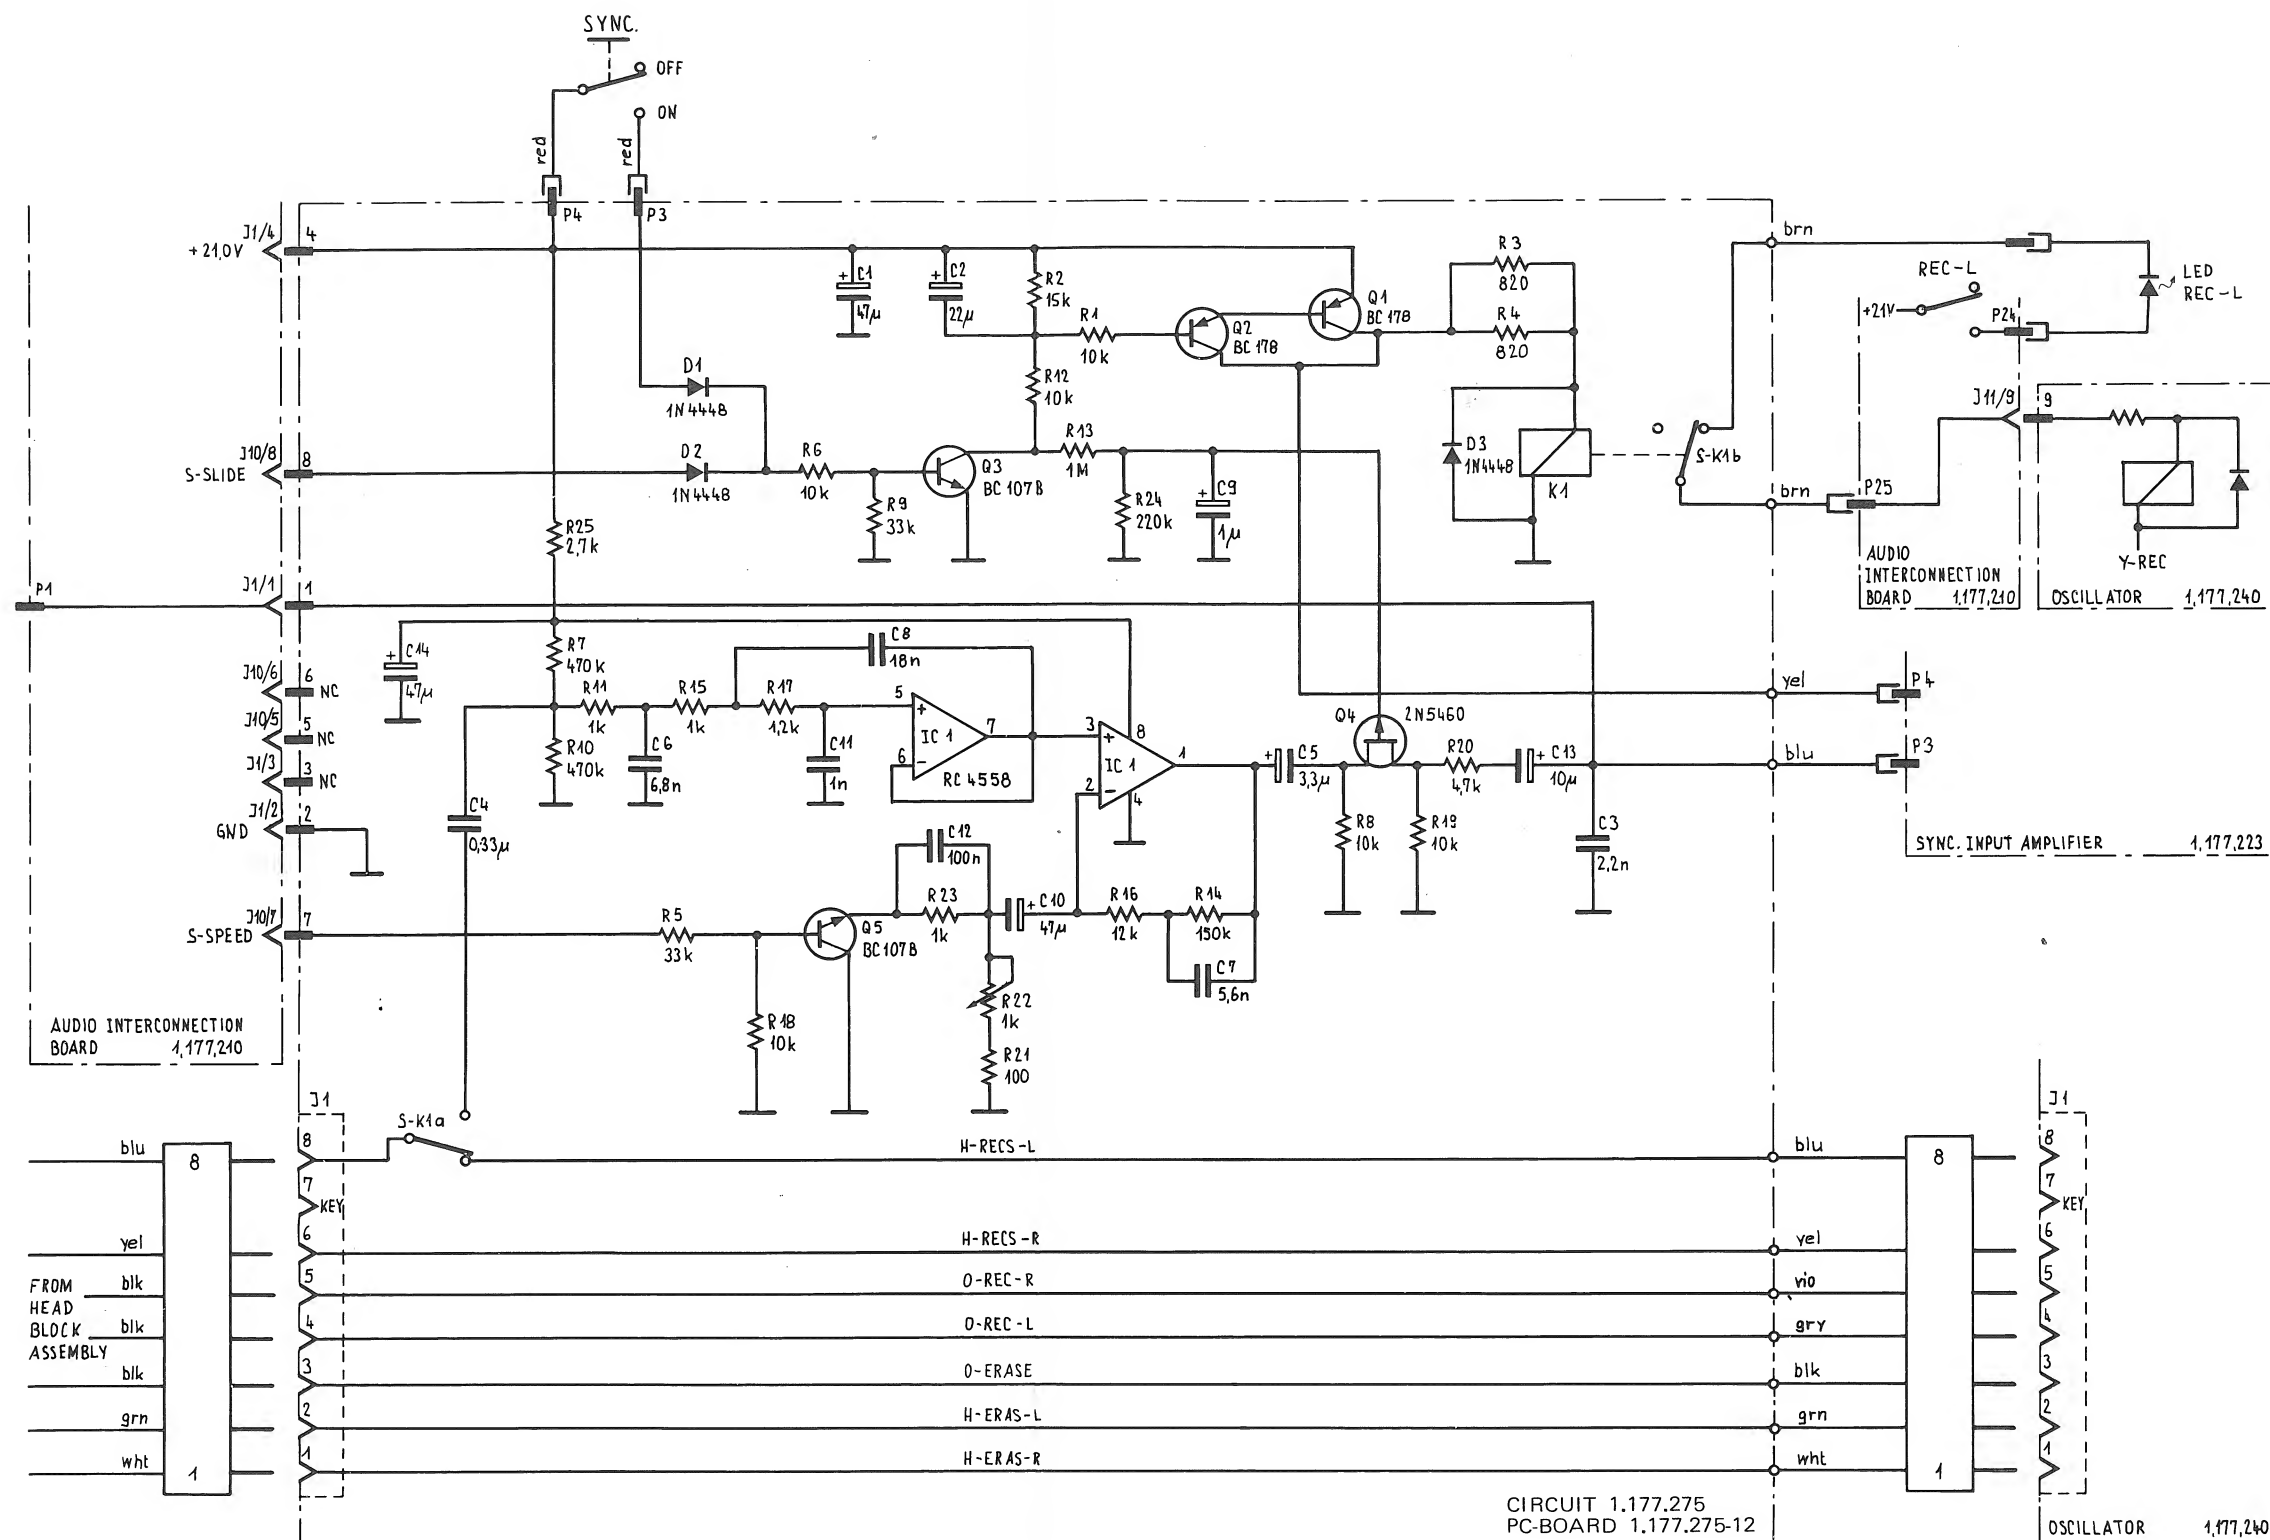 SYNC.
OFF
ON
red
red
P4
P3
J1/4
4
+21,0V
+ C1
47µ
+ C2
22µ
R2
15k
R1
10k
Q2
BC 178
Q1
BC 178
R3
820
R4
820
brn
REC-L
+21V
P24
LED
REC-L
D1
1N4448
R12
10k
J10/8
8
S-SLIDE
D2
1N4448
R6
10k
R9
33k
Q3
BC 107B
R13
1M
R24
220k
+ C9
1µ
D3
1N4448
K1
S-K1b
brn
P25
J11/9
9
Y-REC
AUDIO
INTERCONNECTION
BOARD 1,177,210
OSCILLATOR 1,177,240
R25
2,7k
P1
J1/1
1
+ C14
47µ
R7
470k
C8
18n
J10/6
6
NC
J10/5
5
NC
J1/3
3
NC
J1/2
2
GND
R11
1k
R15
1k
R17
1,2k
R10
470k
C6
6,8n
C11
1n
5
+
IC1
7
6
-
RC 4558
3
+
8
IC1
1
2
-
4
Q4
2N5460
+ C5
3,3µ
R20
4,7k
+ C13
10µ
R8
10k
R19
10k
C3
2,2n
yel
P4
blu
P3
SYNC. INPUT AMPLIFIER 1,177,223
C4
0,33µ
J10/7
7
S-SPEED
R5
33k
R18
10k
Q5
BC107B
C12
100n
R23
1k
+ C10
47µ
R16
12k
R14
150k
C7
5,6n
R22
1k
R21
100
AUDIO INTERCONNECTION
BOARD 1,177,210
J1
S-K1a
J1
blu
8
8
H-RECS-L
blu
8
8
7
KEY
7
KEY
yel
6
H-RECS-R
yel
6
FROM
HEAD
BLOCK
ASSEMBLY
blk
5
O-REC-R
vio
5
blk
4
O-REC-L
gry
4
blk
3
O-ERASE
blk
3
grn
2
H-ERAS-L
grn
2
wht
1
1
H-ERAS-R
wht
1
1
CIRCUIT 1.177.275
PC-BOARD 1.177.275-12
OSCILLATOR 1,177,240